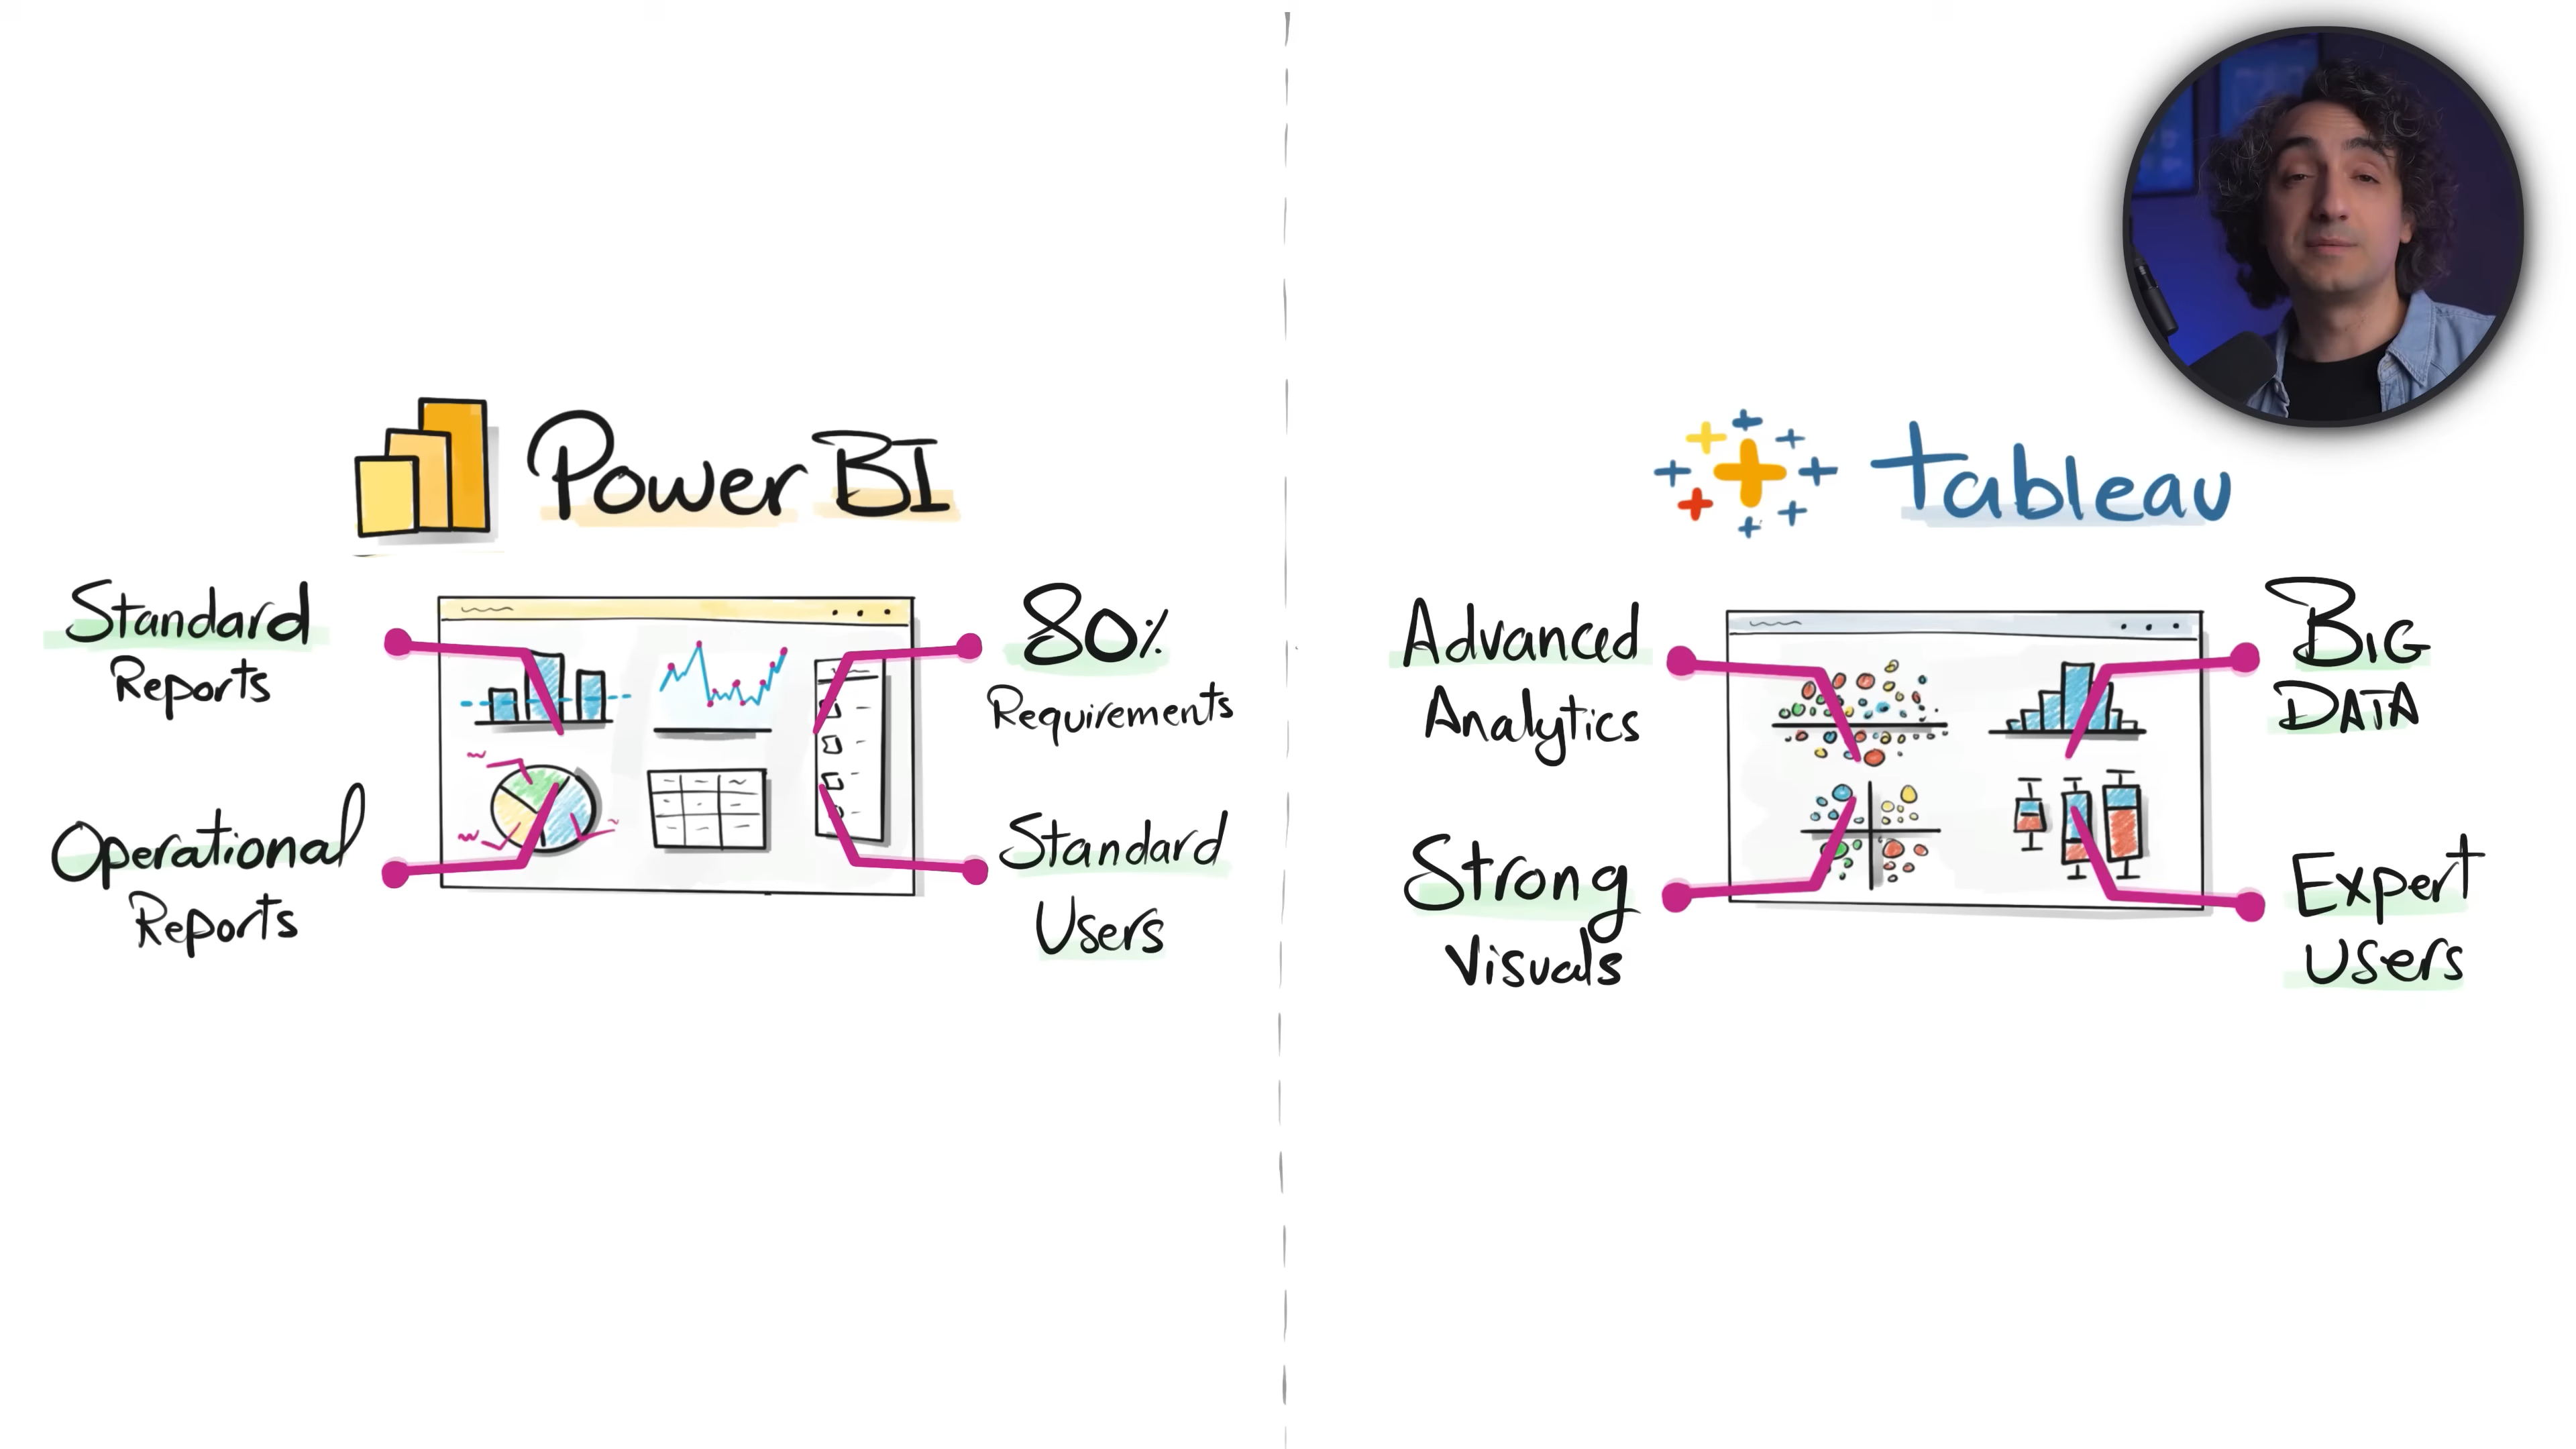 Power BI
Standard
Reports
80%
Requirements
Operational
Reports
Standard
Users
tableau
Advanced
Analytics
BIG
DATA
Strong
Visuals
Expert
Users